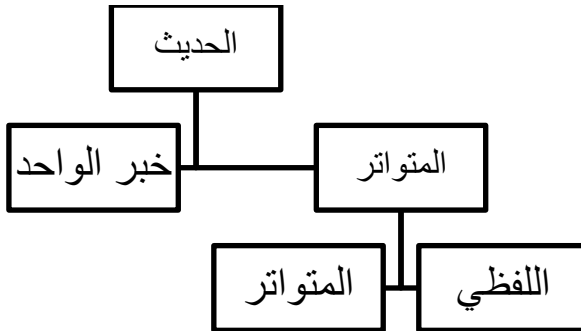 الحديث
المتواتر
خبر الواحد
اللفظي
المتواتر